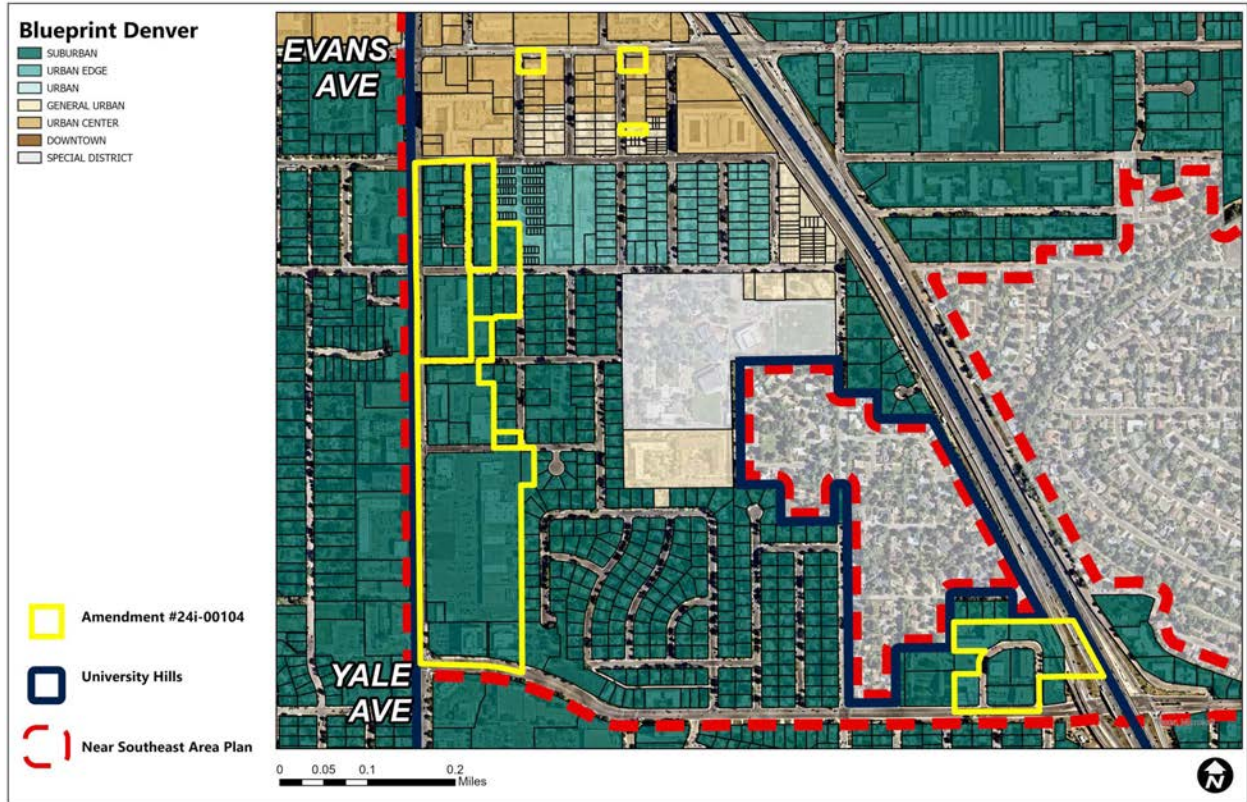 Blueprint Denver
SUBURBAN
URBAN EDGE
URBAN
GENERAL URBAN
URBAN CENTER
DOWNTOWN
SPECIAL DISTRICT
EVANS
AVE
Amendment #24i-00104
University Hills
Near Southeast Area Plan
YALE
AVE
0 0.05 0.1 0.2
Miles
N